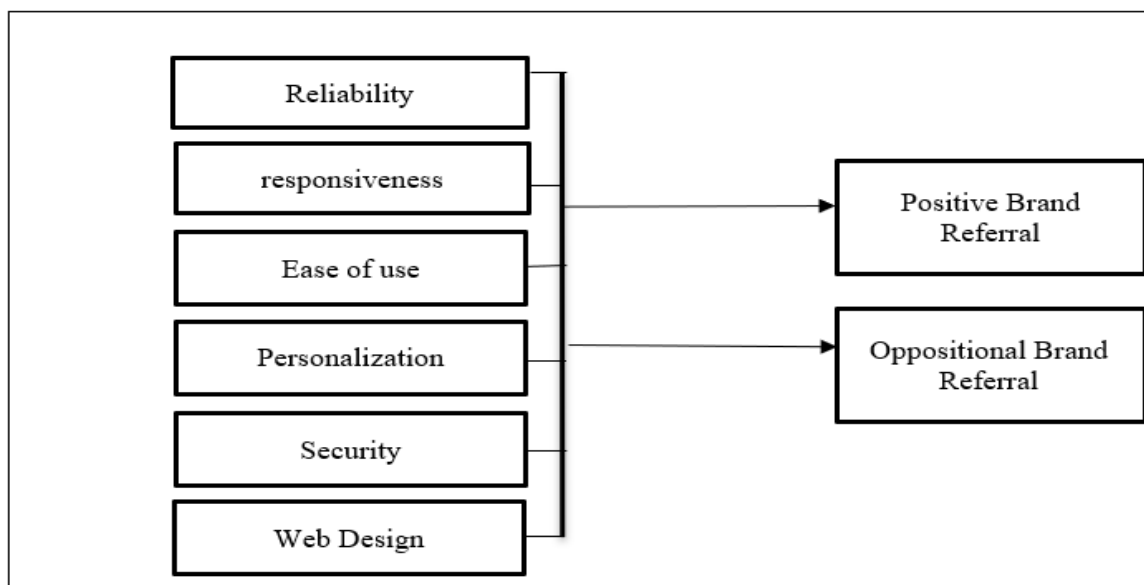 Reliability
responsiveness
Ease of use
Personalization
Security
Web Design
Positive Brand
Referral
Oppositional Brand
Referral